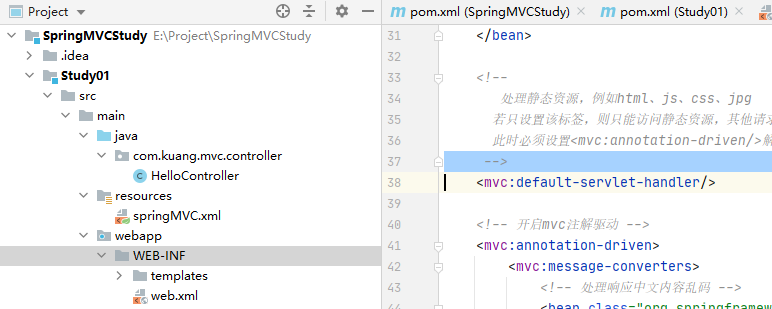 Project
SpringMVCStudy E:\Project\SpringMVCStudy
.idea
Study01
src
main
java
com.kuang.mvc.controller
HelloController
resources
springMVC.xml
webapp
WEB-INF
templates
web.xml
pom.xml (SpringMVCStudy)
pom.xml (Study01)
31 </bean>
32
33 <!--
34 处理静态资源，例如html、js、css、jpg
35 若只设置该标签，则只能访问静态资源，其他请求
36 此时必须设置<mvc:annotation-driven/>解
37 -->
38 <mvc:default-servlet-handler/>
39
40 <!-- 开启mvc注解驱动 -->
41 <mvc:annotation-driven>
42 <mvc:message-converters>
43 <!-- 处理响应中文内容乱码 -->
44 <bean class="org.springframew